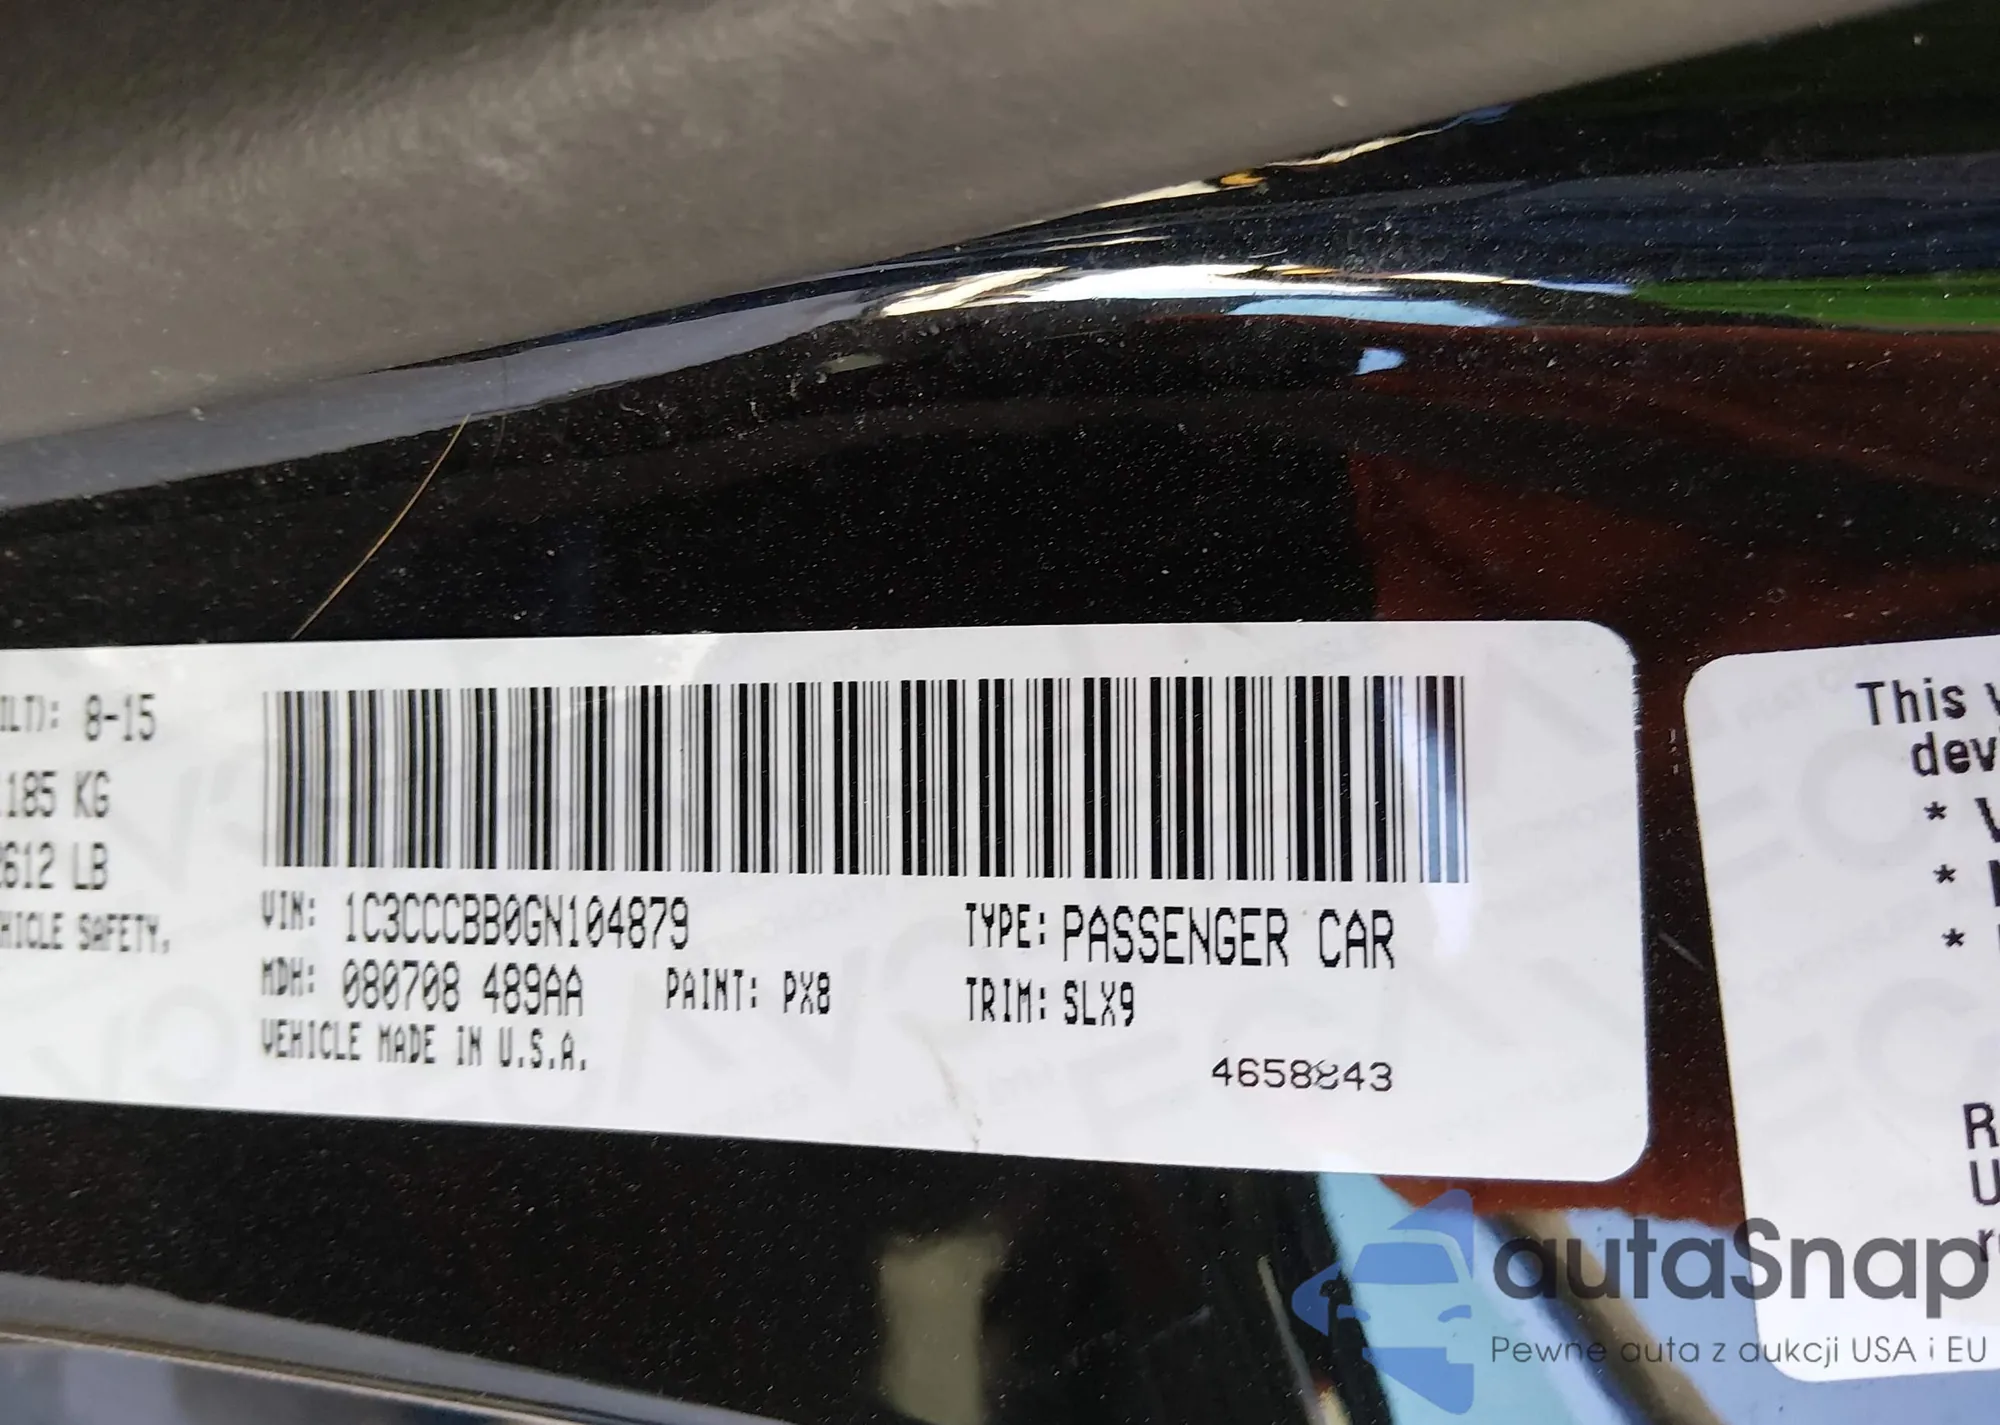 ILT): 8-15
185 KG
2612 LB
HICLE SAFETY,
VIN: 1C3CCCBB0GN104879
TYPE: PASSENGER CAR
MDH: 080708 489AA
PAINT: PX8
TRIM: SLX9
VEHICLE MADE IN U.S.A.
4658843
This
dev
*
*
*
R
U
autaSnap
Pewne auta z aukcji USA i EU